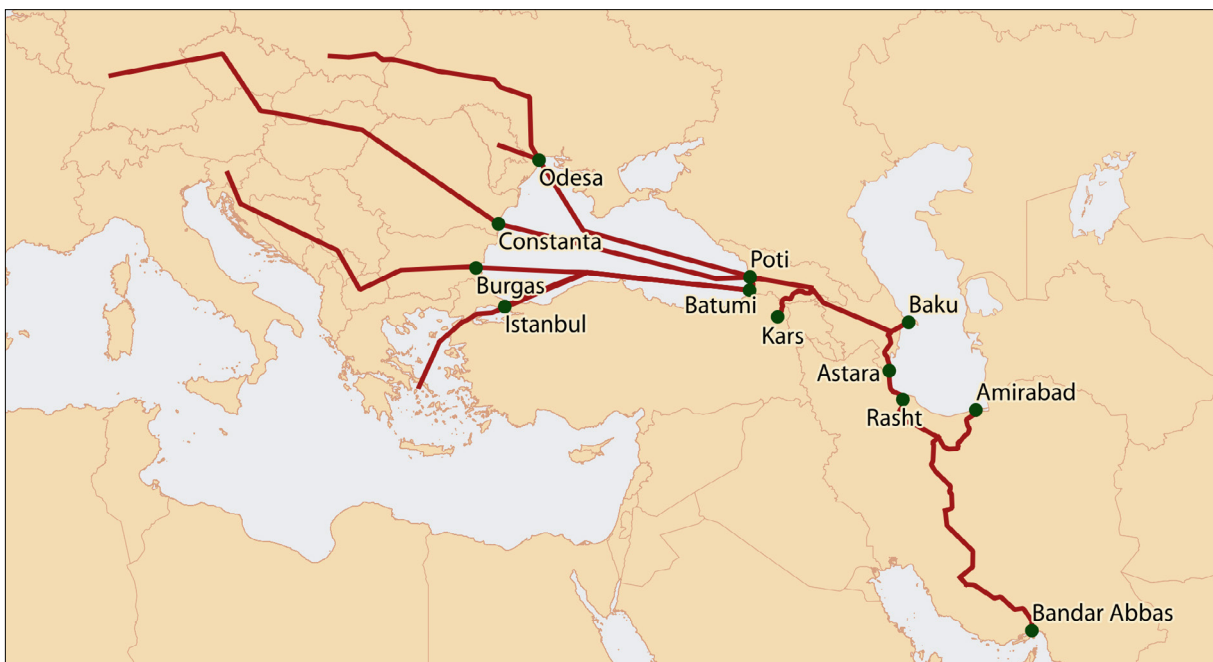 Odesa
Constanta
Poti
Burgas
Batumi
Baku
Istanbul
Kars
Astara
Amirabad
Rasht
Bandar Abbas